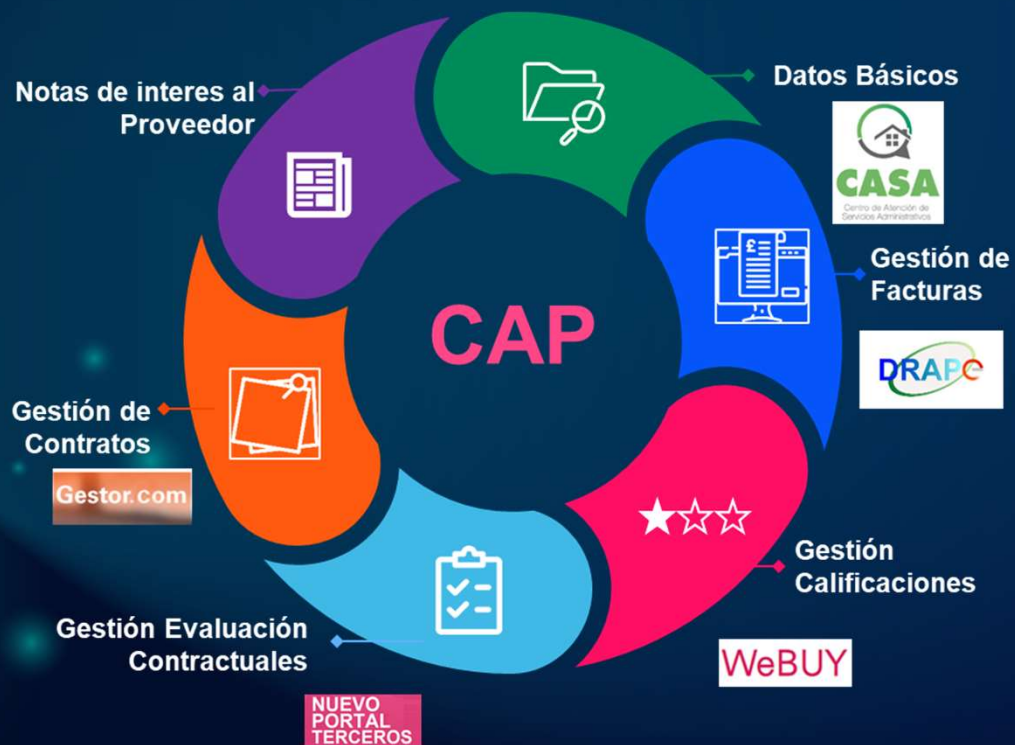 Notas de interes al
Proveedor
Datos Básicos
CASA
Centro de Atención de
Servicios Administrativos
Gestión de
Facturas
£
DRAPe
CAP
Gestión de
Contratos
Gestor.com
Gestión
Calificaciones
WeBUY
Gestión Evaluación
Contractuales
NUEVO
PORTAL
TERCEROS